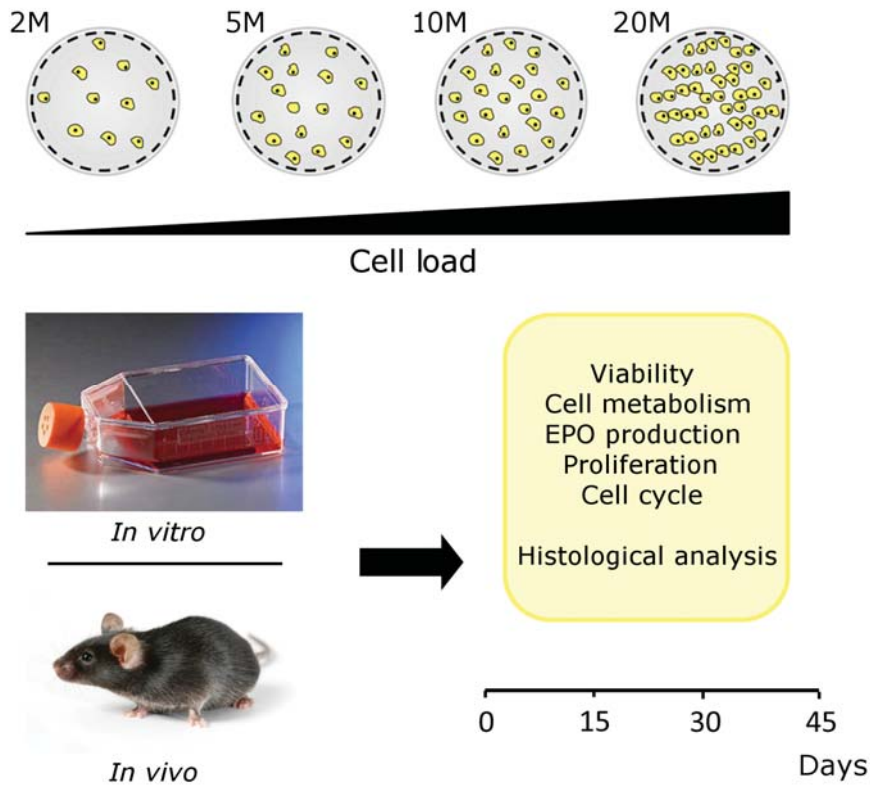 2M 5M 10M 20M
Cell load
Viability
Cell metabolism
EPO production
Proliferation
Cell cycle
Histological analysis
In vitro
In vivo
0 15 30 45
Days